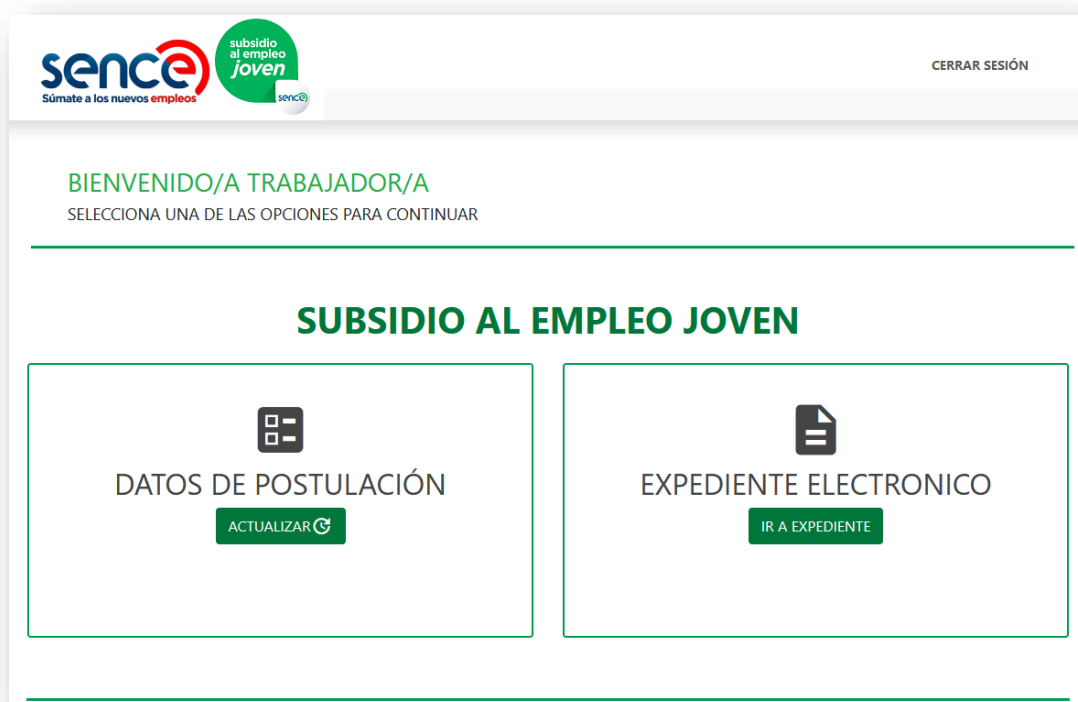 sence
Súmate a los nuevos empleos
subsidio
al empleo
joven
sence
CERRAR SESIÓN
BIENVENIDO/A TRABAJADOR/A
SELECCIONA UNA DE LAS OPCIONES PARA CONTINUAR
SUBSIDIO AL EMPLEO JOVEN
DATOS DE POSTULACIÓN
ACTUALIZAR
EXPEDIENTE ELECTRONICO
IR A EXPEDIENTE